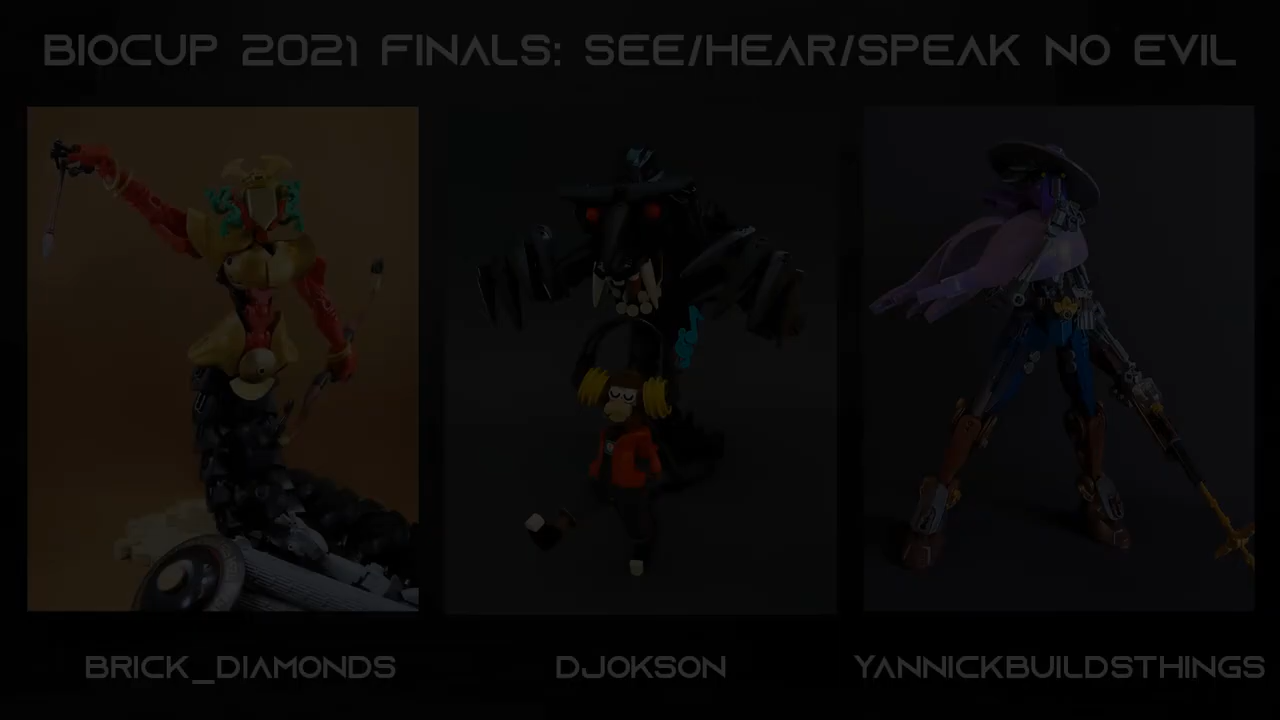 BIOCUP 2021 FINALS: SEE/HEAR/SPEAK NO EVIL
BRICK_DIAMONDS
DJOKSON
YANNICKBUILDSTHINGS